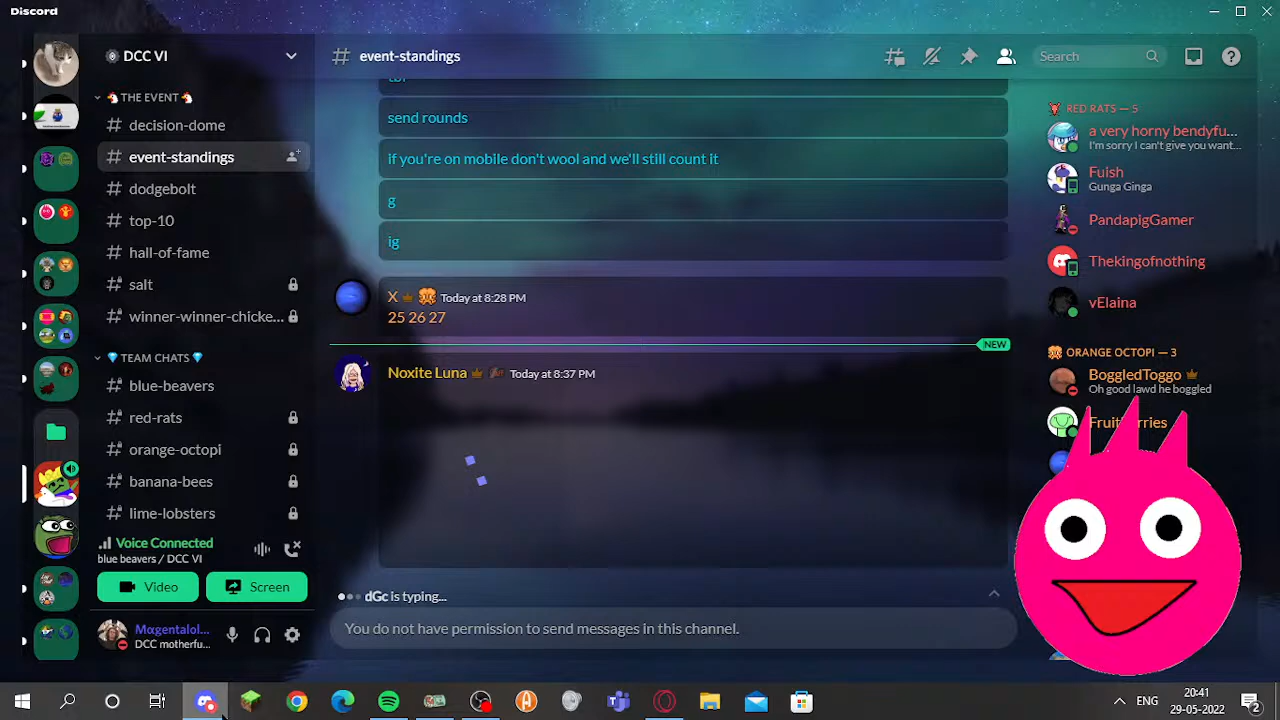 Discord
DCC VI
event-standings
Search
THE EVENT
decision-dome
event-standings
dodgebolt
top-10
hall-of-fame
salt
winner-winner-chicke...
TEAM CHATS
blue-beavers
red-rats
orange-octopi
banana-bees
lime-lobsters
Voice Connected
blue beavers / DCC VI
Video
Screen
DCC motherfu...
send rounds
if you're on mobile don't wool and we'll still count it
g
ig
X Today at 8:28 PM
25 26 27
NEW
Noxite Luna Today at 8:37 PM
dGc is typing...
You do not have permission to send messages in this channel.
RED RATS — 5
a very horny bendyfu...
I'm sorry I can't give you want...
Fuish
Gunga Ginga
PandapigGamer
Thekingofnothing
vElaina
ORANGE OCTOPI — 3
BoggledToggo
Oh good lawd he boggled
ENG
20:41
29-05-2022
2